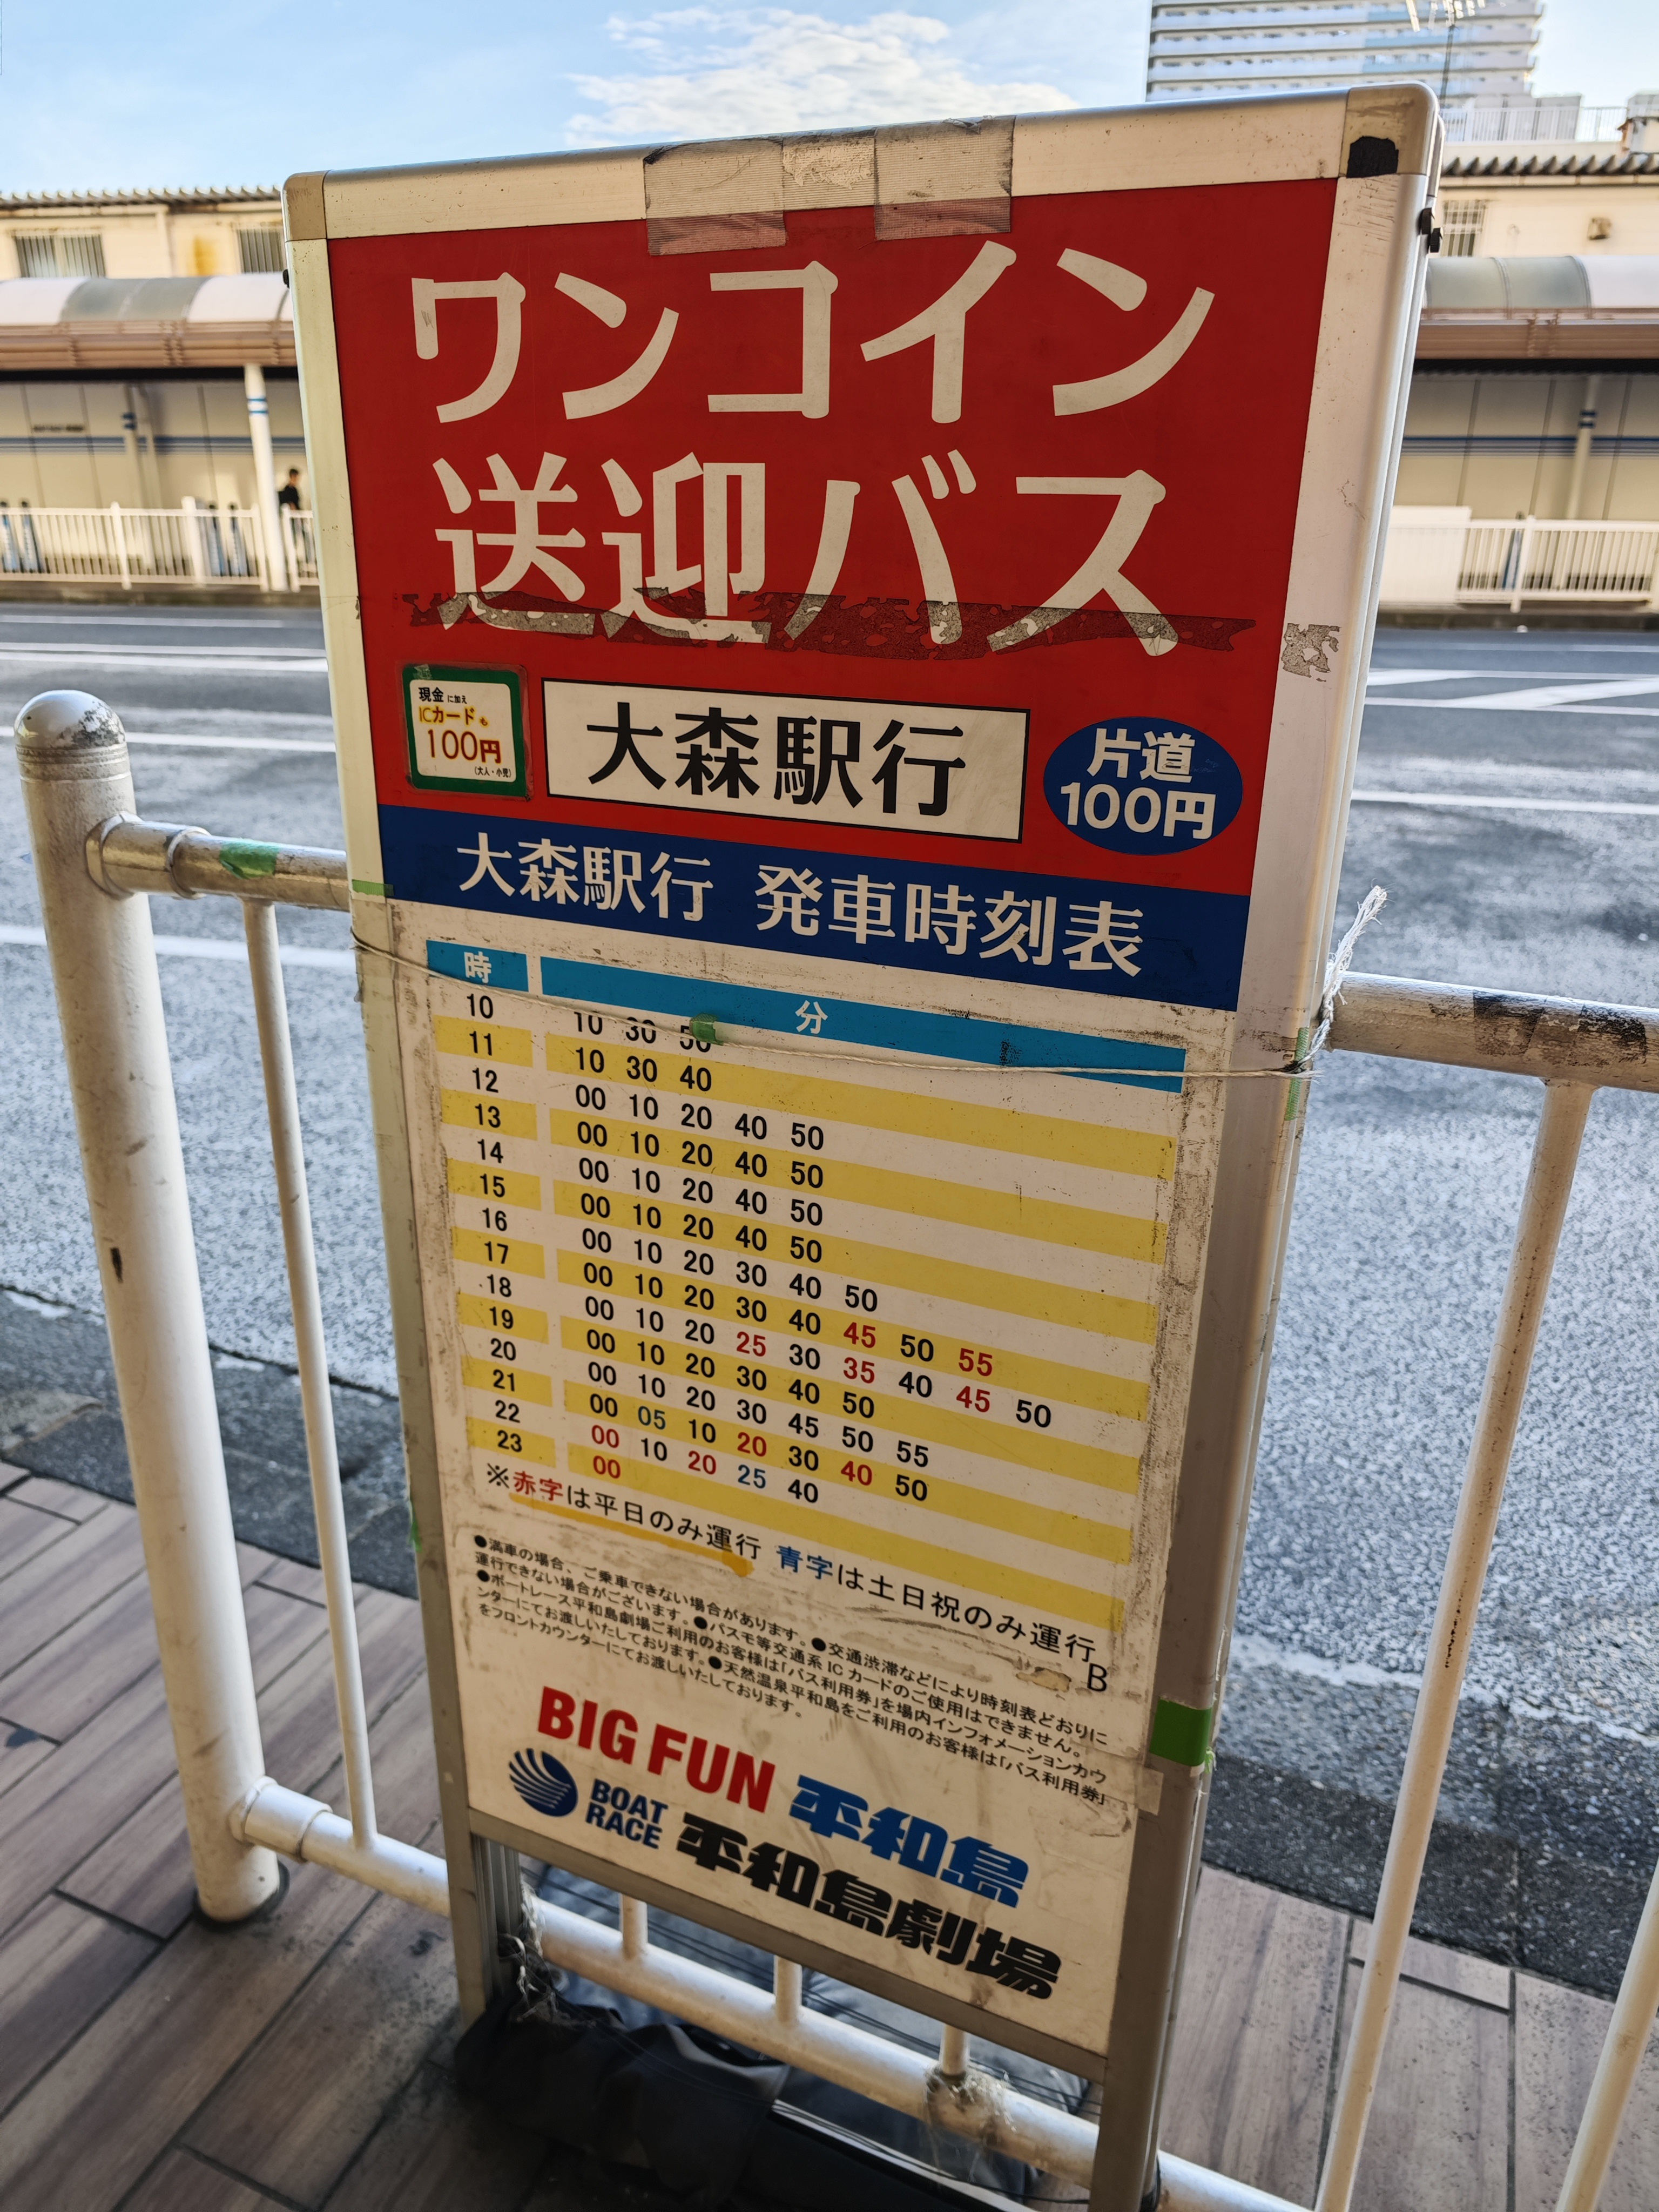 ワンコイン
送迎バス
現金に加え
ICカードも
100円
(大人・小児)
大森駅行
片道
100円
大森駅行 発車時刻表
時 分
10 10 30 50
11 10 30 40
12 00 10 20 40 50
13 00 10 20 40 50
14 00 10 20 40 50
15 00 10 20 40 50
16 00 10 20 30 40 50
17 00 10 20 30 40 45 50 55
18 00 10 20 25 30 35 40 45 50
19 00 10 20 30 40 50
20 00 10 20 30 45 50 55
21 00 05 10 20 30 40 50
22 00 10 20 25 40
23 00
※赤字は平日のみ運行 青字は土日祝のみ運行
B
●満車の場合、ご乗車できない場合があります。●交通渋滞などにより時刻表どおりに
運行できない場合がございます。●パスモ等交通系ICカードのご使用はできません。
●ボートレース平和島劇場ご利用のお客様は「バス利用券」を場内インフォメーションカウ
ンターにてお渡しいたしております。●天然温泉平和島をご利用のお客様は「バス利用券」
をフロントカウンターにてお渡しいたしております。
BIG FUN 平和島
BOAT RACE 平和島劇場